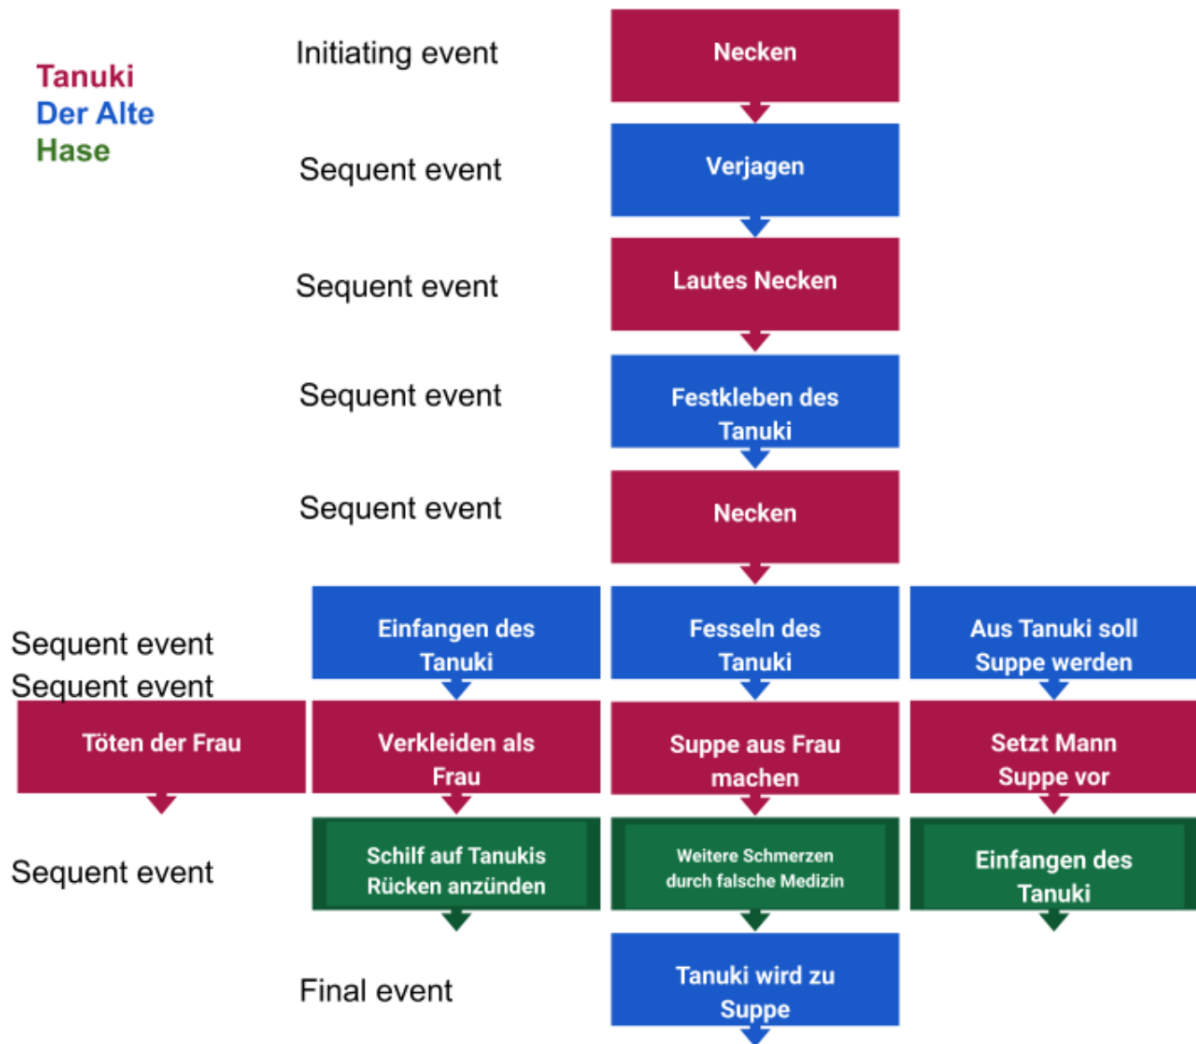 Initiating event
Necken
Tanuki
Der Alte
Hase
Sequent event
Verjagen
Sequent event
Lautes Necken
Sequent event
Festkleben des
Tanuki
Sequent event
Necken
Sequent event
Sequent event
Einfangen des
Tanuki
Fesseln des
Tanuki
Aus Tanuki soll
Suppe werden
Töten der Frau
Verkleiden als
Frau
Suppe aus Frau
machen
Setzt Mann
Suppe vor
Sequent event
Schilf auf Tanukis
Rücken anzünden
Weitere Schmerzen
durch falsche Medizin
Einfangen des
Tanuki
Final event
Tanuki wird zu
Suppe